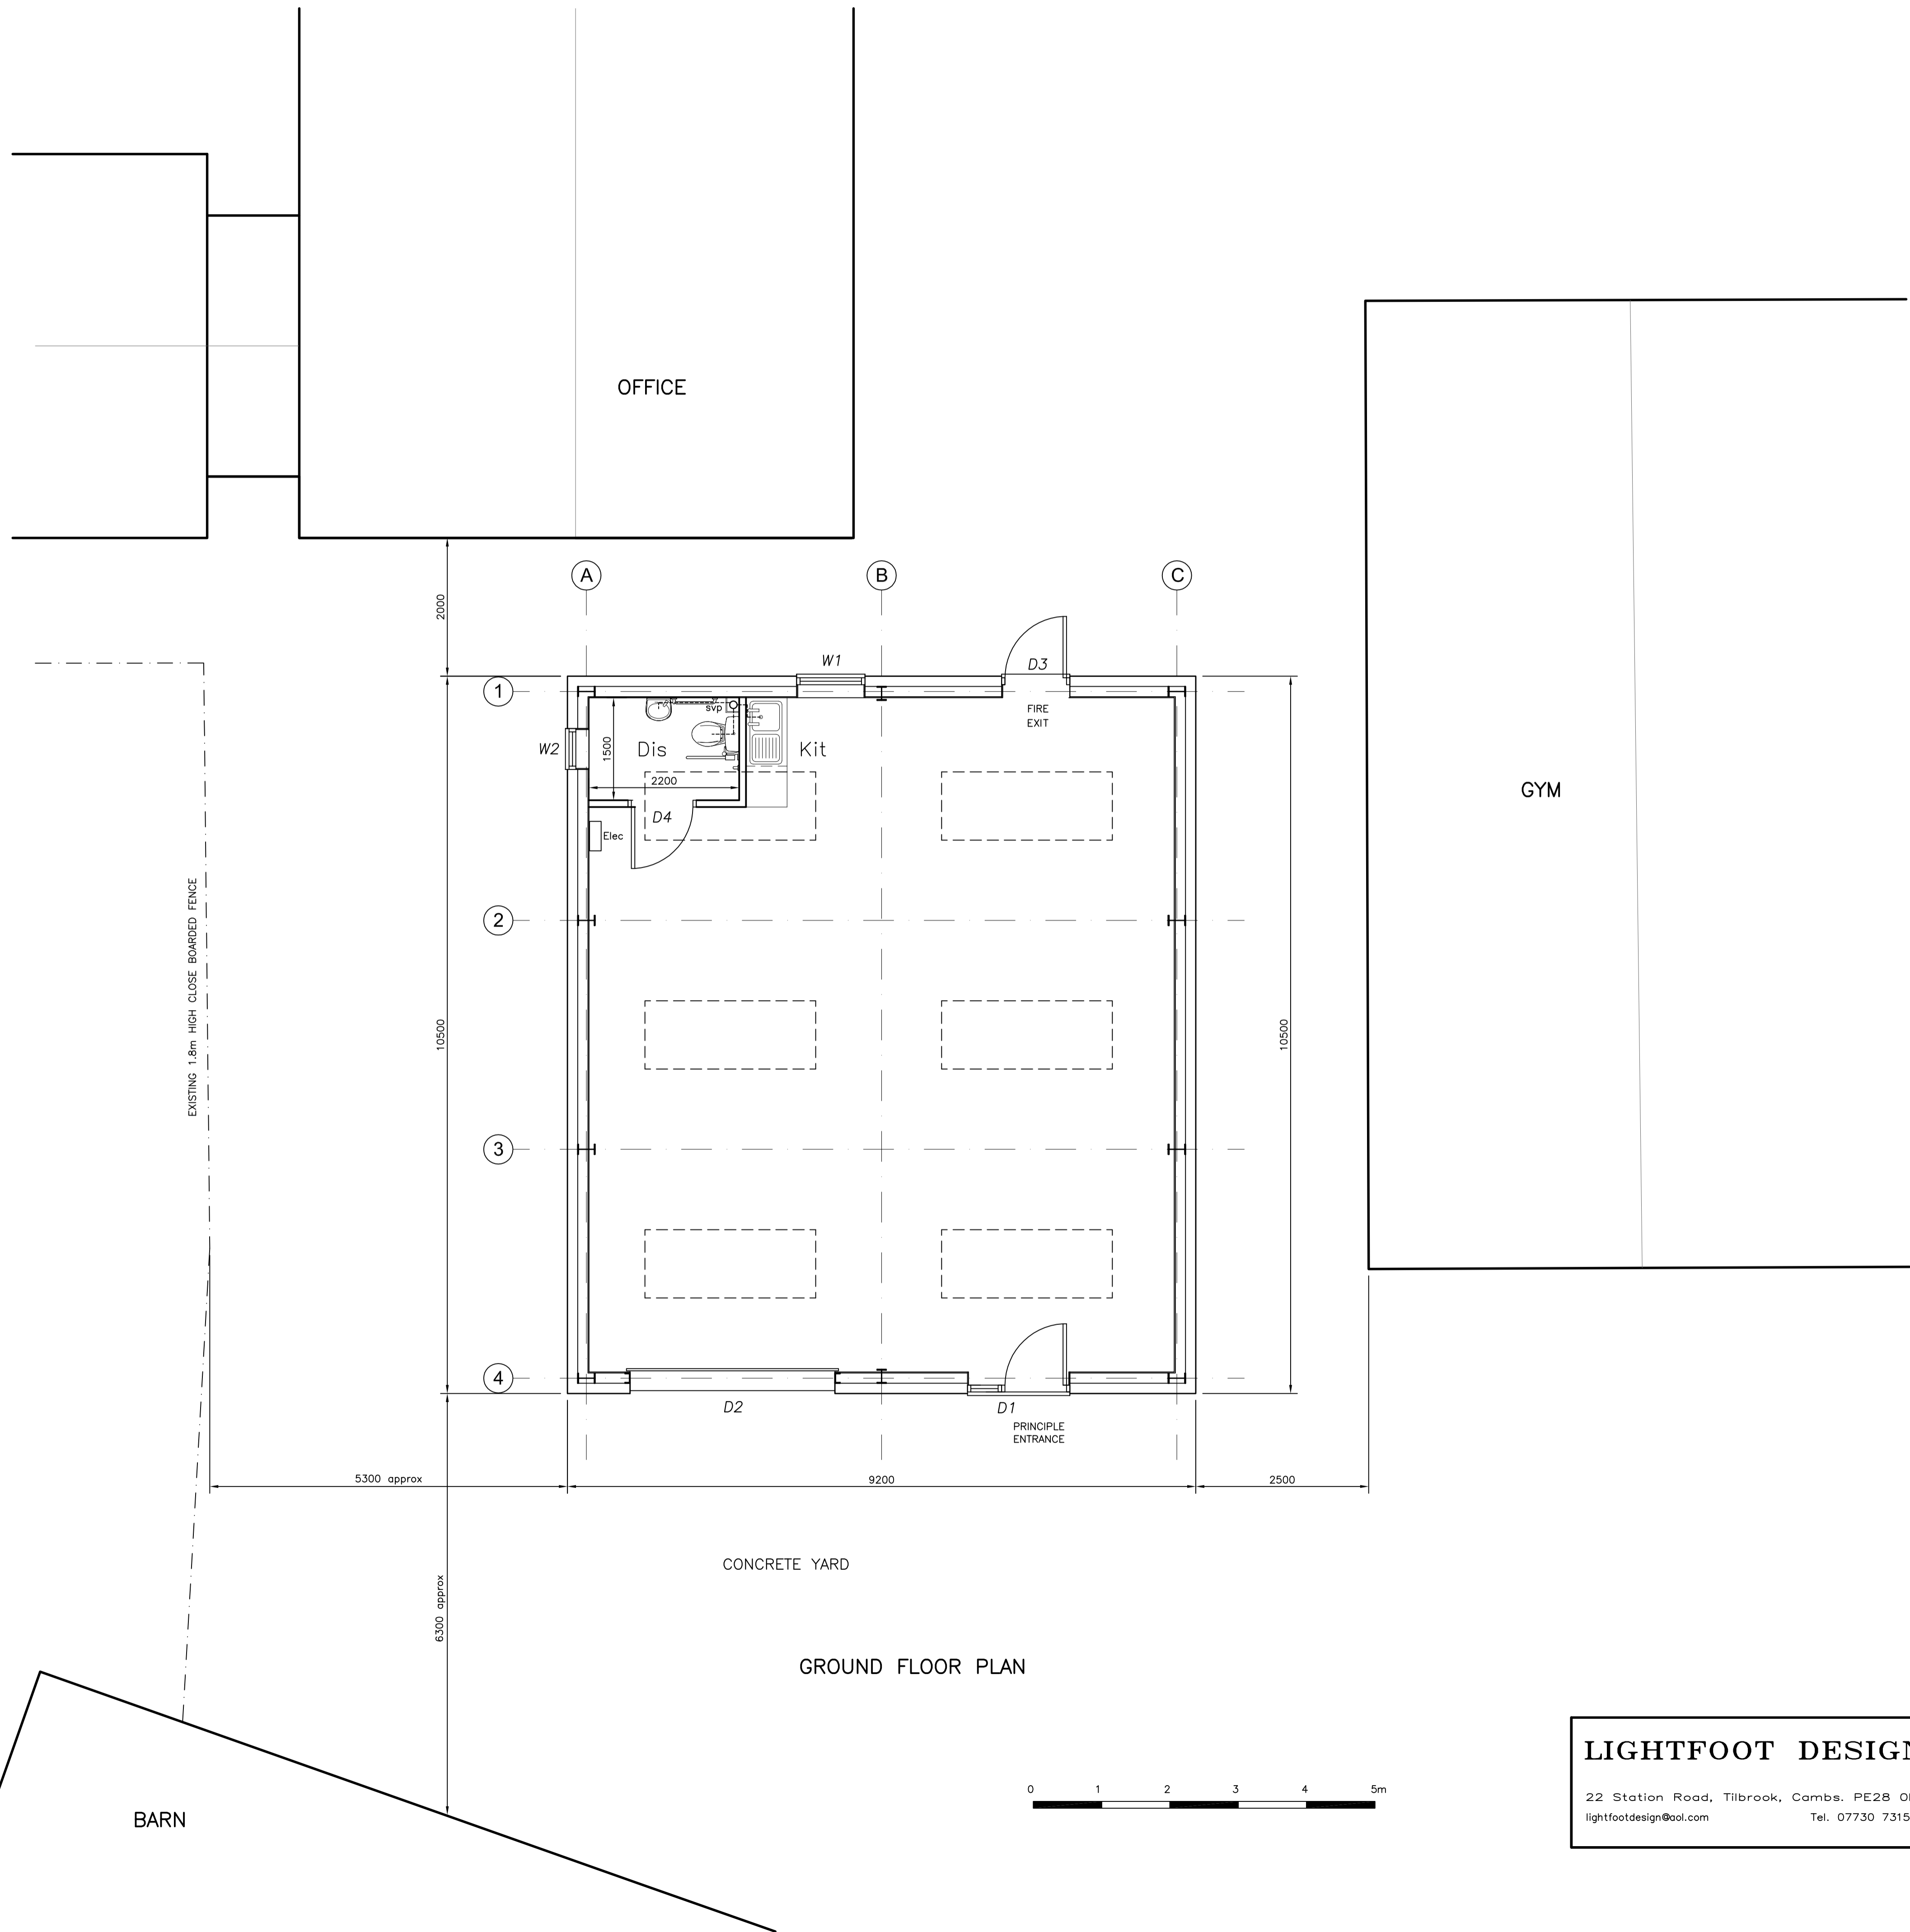 OFFICE
A
B
C
2000
W1
D3
1
svp
FIRE
EXIT
W2
1500
Dis
Kit
2200
GYM
D4
Elec
EXISTING 1.8m HIGH CLOSE BOARDED FENCE
2
10500
10500
3
4
D2
D1
PRINCIPLE
ENTRANCE
5300 approx
9200
2500
CONCRETE YARD
6300 approx
GROUND FLOOR PLAN
LIGHTFOOT DESIGN
0 1 2 3 4 5m
22 Station Road, Tilbrook, Cambs. PE28
lightfootdesign@aol.com Tel. 07730 7315
BARN